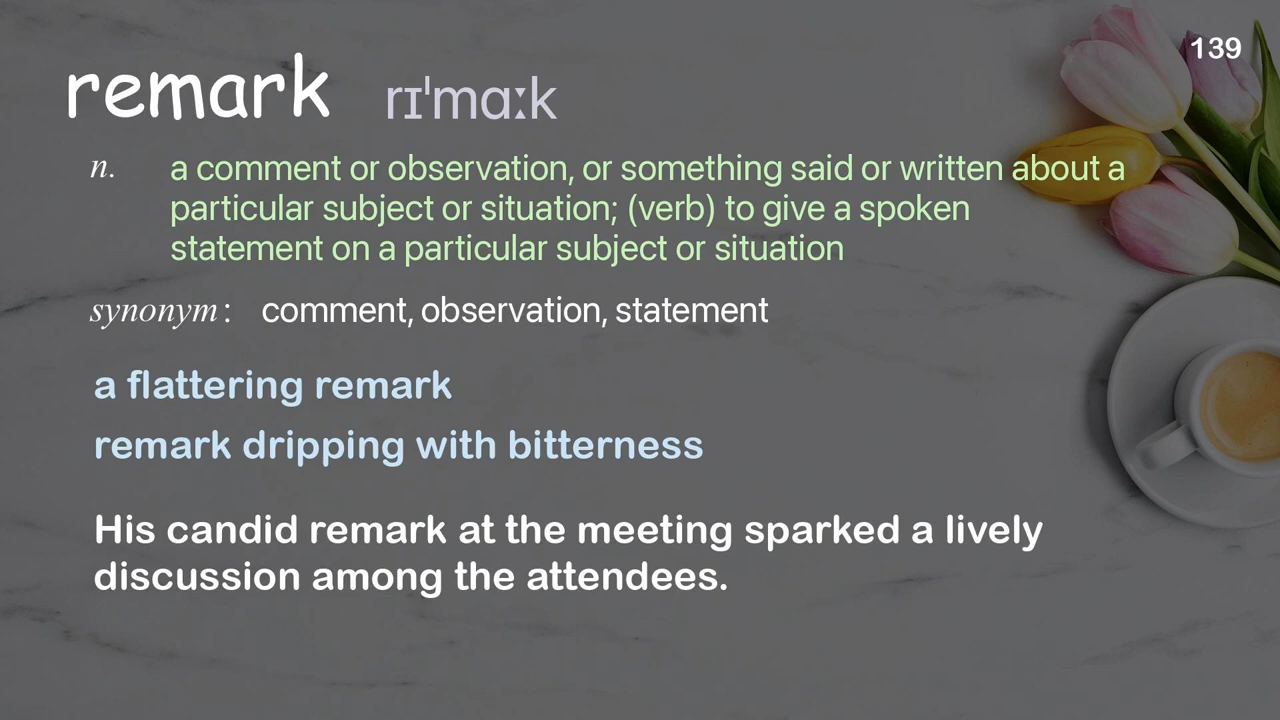 139
remark rɪˈmɑːk
n. a comment or observation, or something said or written about a
particular subject or situation; (verb) to give a spoken
statement on a particular subject or situation
synonym: comment, observation, statement
a flattering remark
remark dripping with bitterness
His candid remark at the meeting sparked a lively
discussion among the attendees.